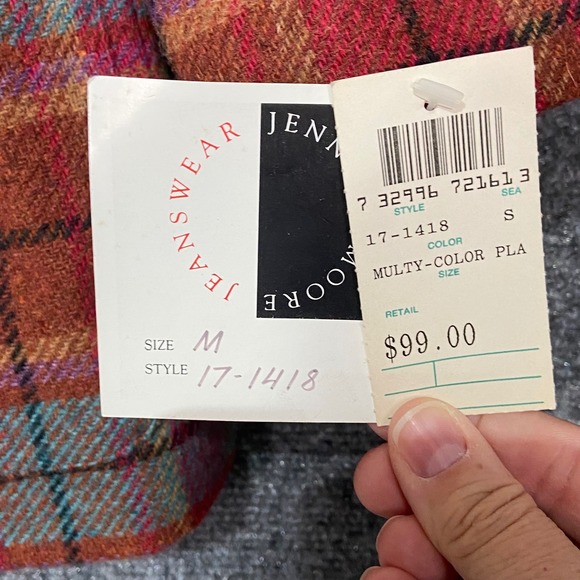 JEANSWEAR
JENN
MOORE
SIZE M
STYLE 17-1418
7 32996 72161 3
STYLE
SEA
17-1418 S
COLOR
MULTY-COLOR PLA
SIZE
RETAIL
$99.00